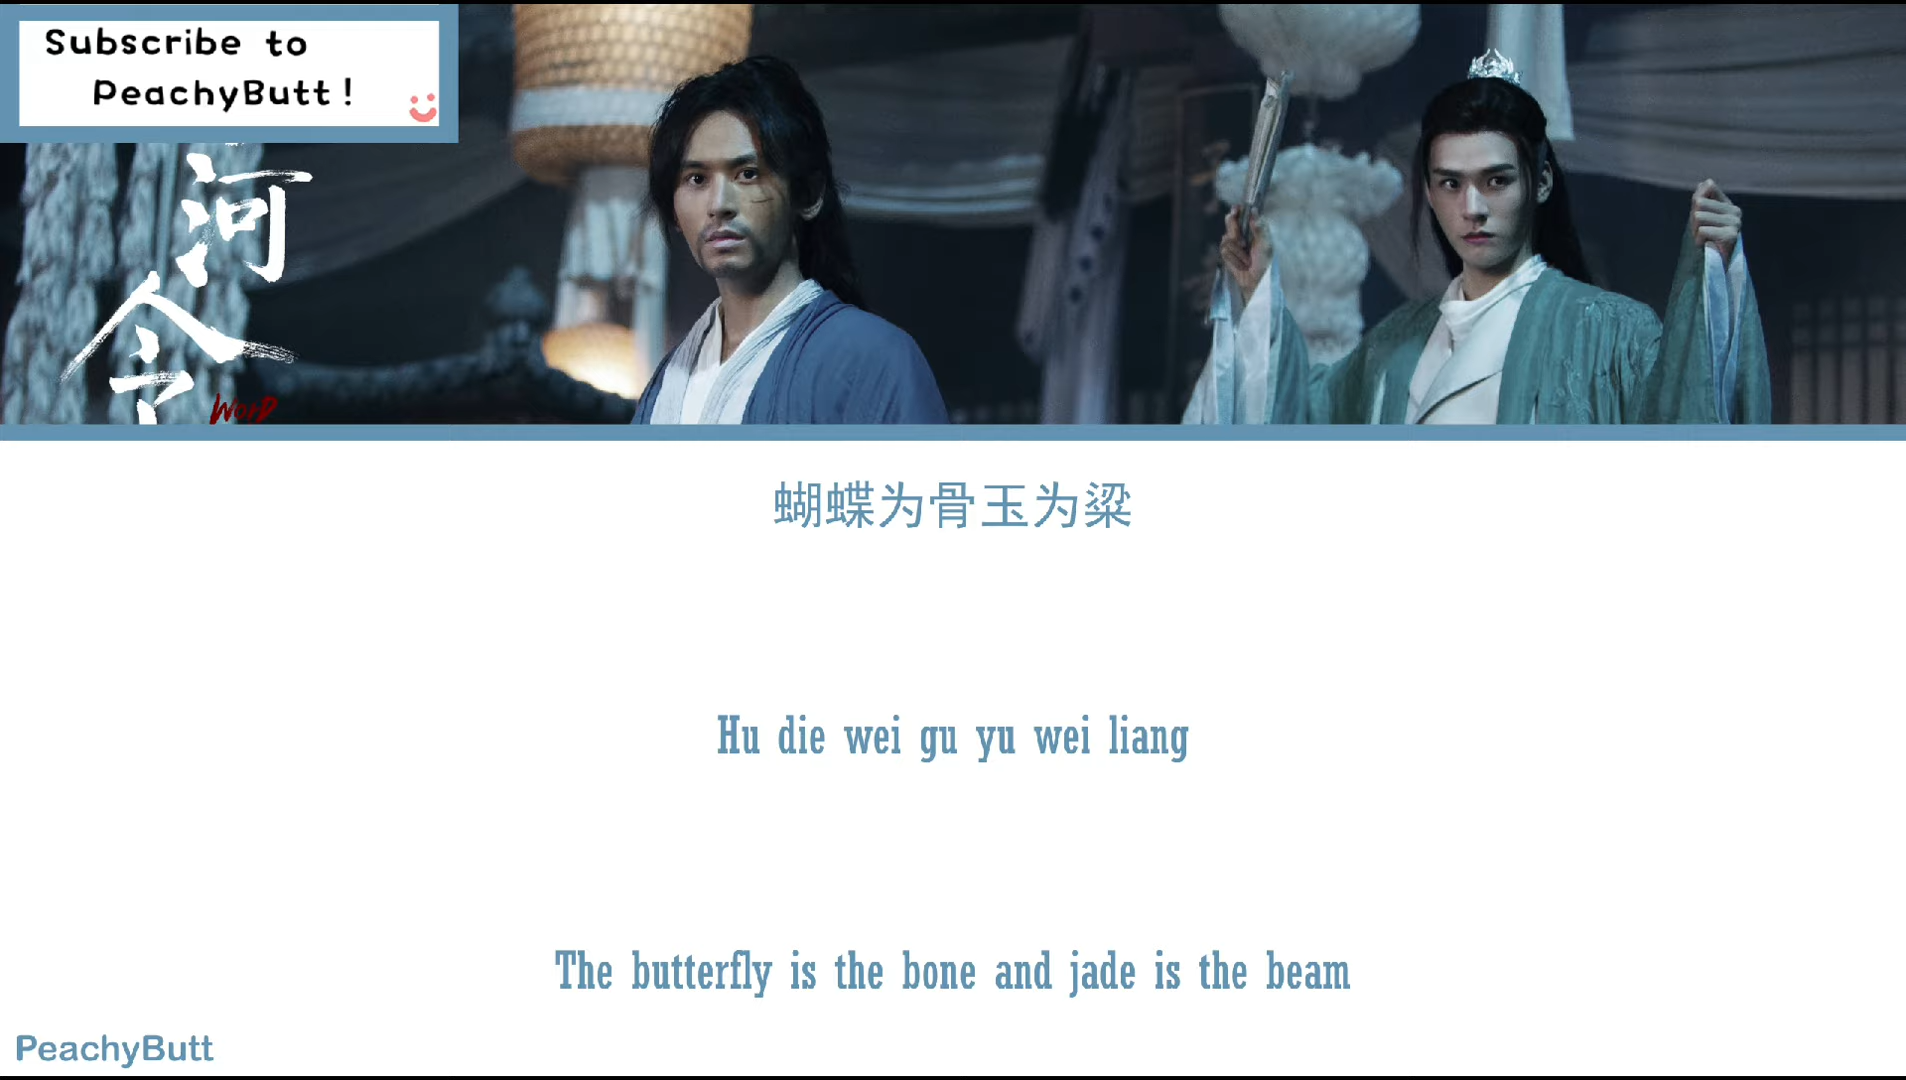 Subscribe to
PeachyButt!
河
令
WorD
蝴蝶为骨玉为粱
Hu die wei gu yu wei liang
The butterfly is the bone and jade is the beam
PeachyButt